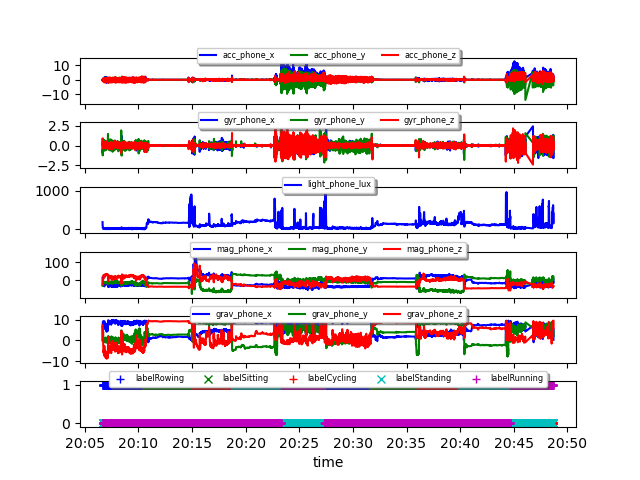 acc_phone_x acc_phone_y acc_phone_z
10
0
−10
gyr_phone_x gyr_phone_y gyr_phone_z
2.5
0.0
−2.5
light_phone_lux
1000
0
mag_phone_x mag_phone_y mag_phone_z
100
0
grav_phone_x grav_phone_y grav_phone_z
10
0
−10
labelRowing labelSitting labelCycling labelStanding labelRunning
1
0
20:05 20:10 20:15 20:20 20:25 20:30 20:35 20:40 20:45 20:50
time